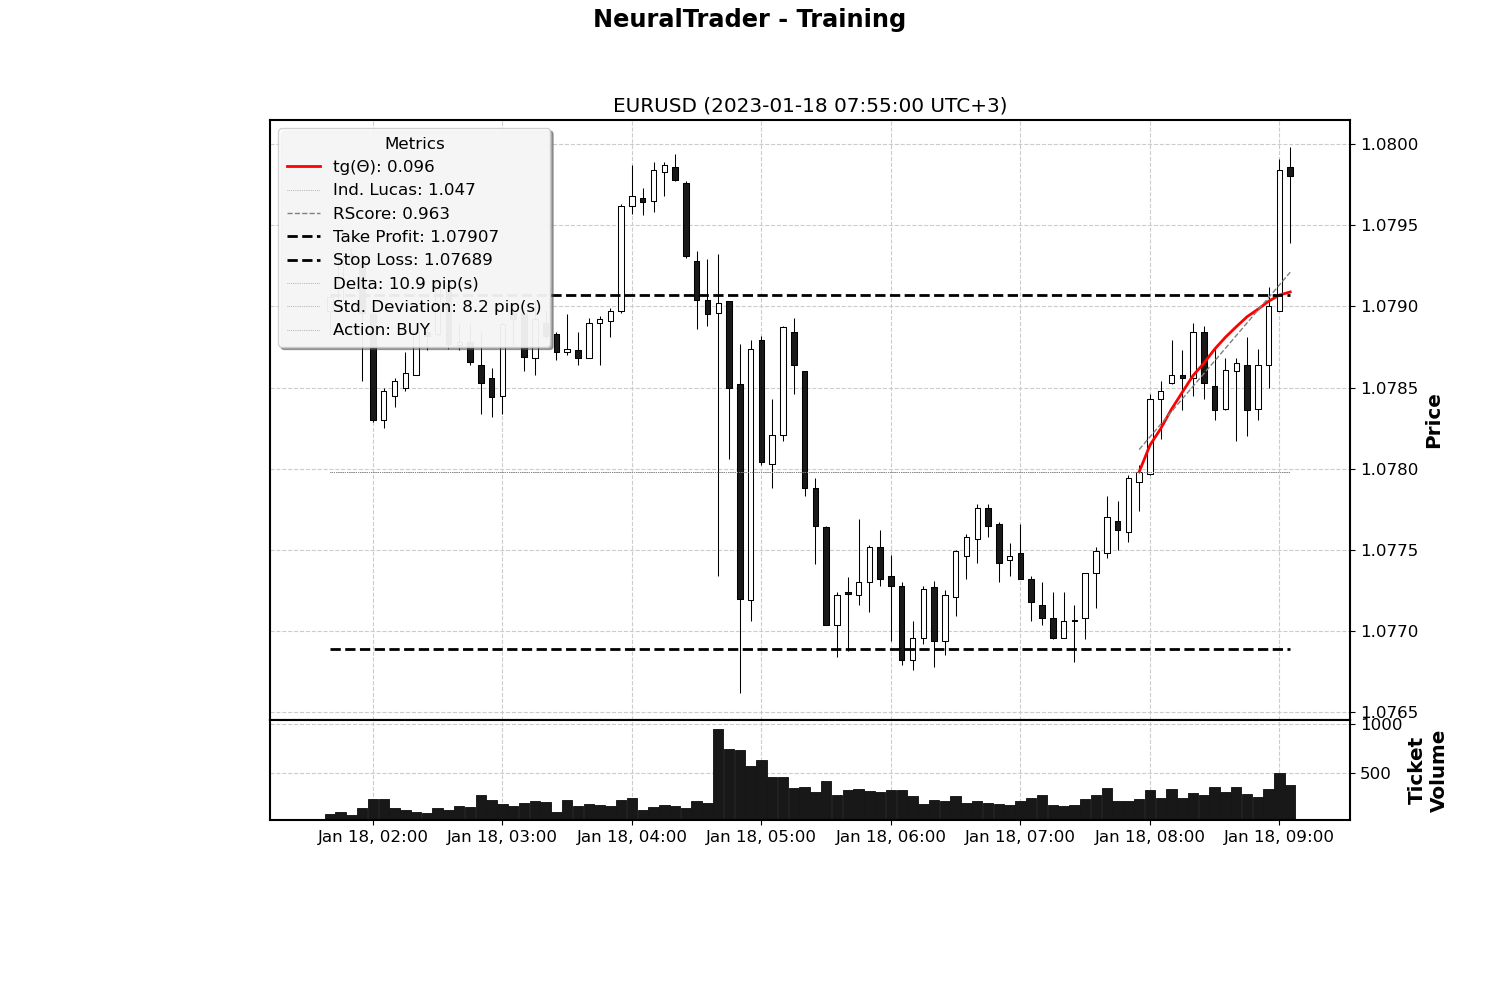 NeuralTrader - Training
EURUSD (2023-01-18 07:55:00 UTC+3)
Metrics
tg(Θ): 0.096
Ind. Lucas: 1.047
RScore: 0.963
Take Profit: 1.07907
Stop Loss: 1.07689
Delta: 10.9 pip(s)
Std. Deviation: 8.2 pip(s)
Action: BUY
1.0800
1.0795
1.0790
1.0785
1.0780
1.0775
1.0770
1.0765
Price
1000
500
Ticket
Volume
Jan 18, 02:00
Jan 18, 03:00
Jan 18, 04:00
Jan 18, 05:00
Jan 18, 06:00
Jan 18, 07:00
Jan 18, 08:00
Jan 18, 09:00